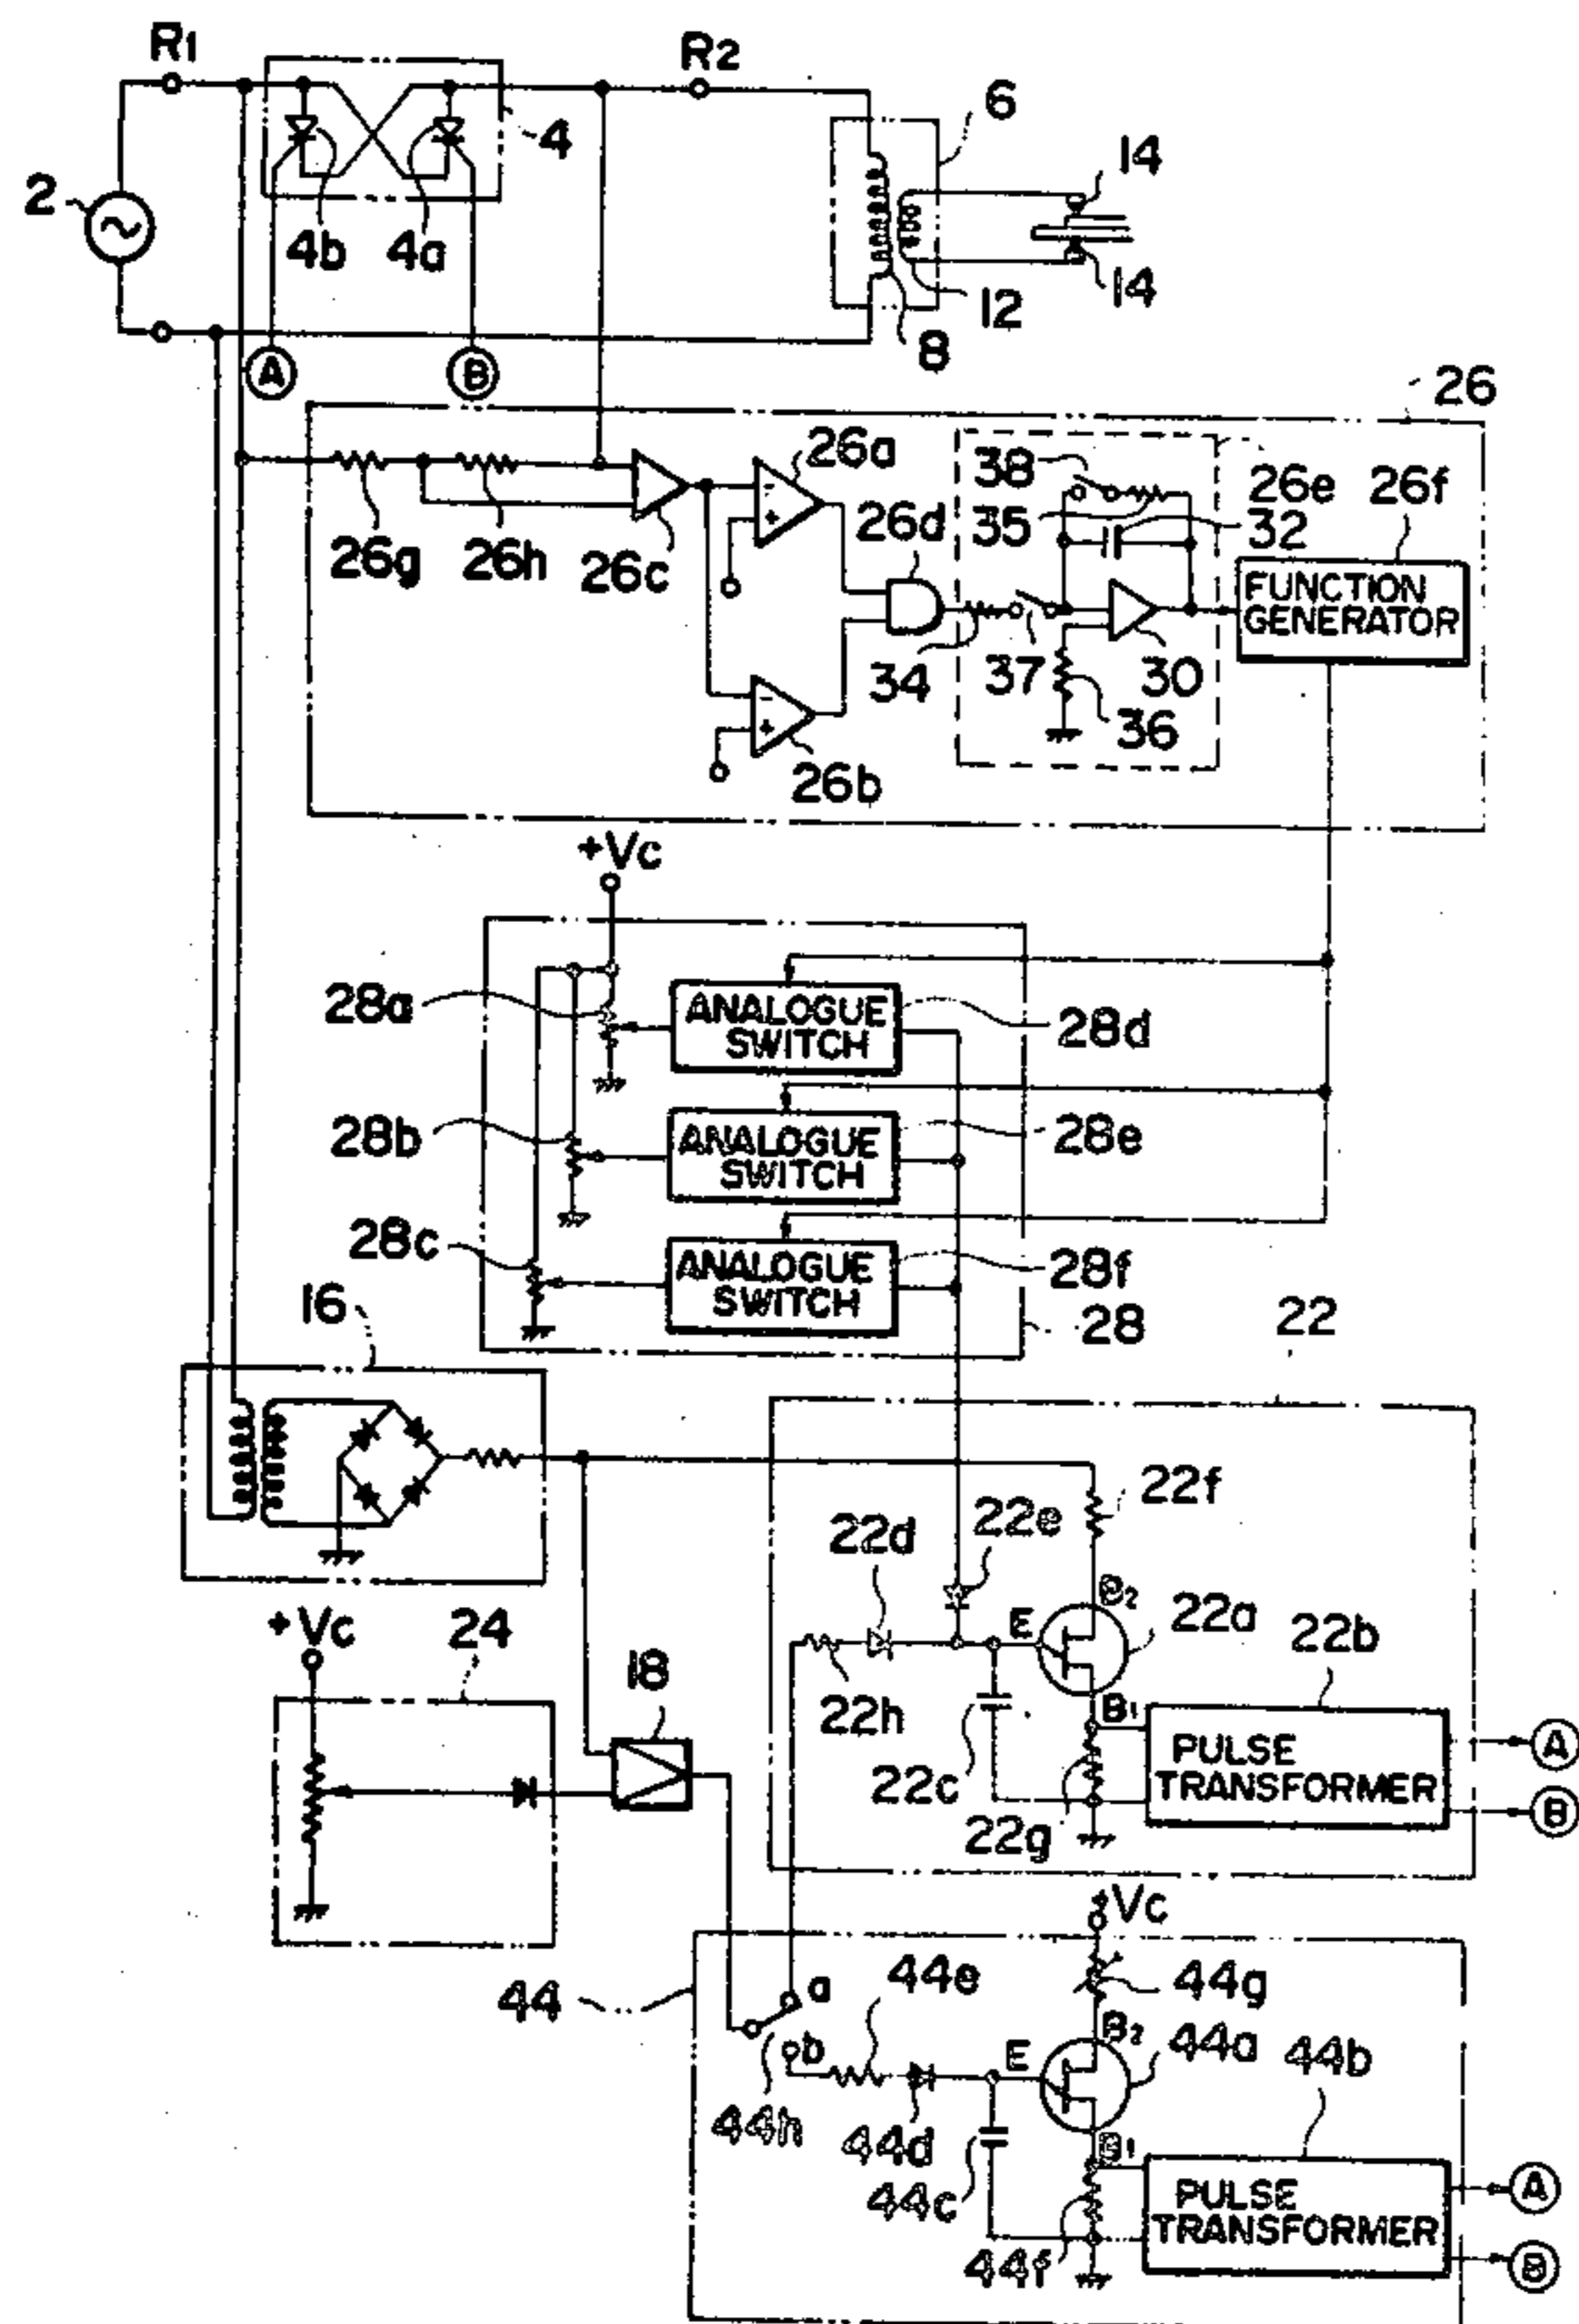 R1
R2
6
4
14
2
4b
4a
14
12
8
A
B
26
26a
38
26e
26f
26d
35
32
26g
26h
26c
FUNCTION
GENERATOR
34
37
30
36
26b
+Vc
28a
ANALOGUE
SWITCH
28d
28b
ANALOGUE
SWITCH
28e
28c
ANALOGUE
SWITCH
28f
28
16
22
22f
22e
22d
+Vc
24
B2
22a
E
22b
18
22h
B1
22c
PULSE
TRANSFORMER
A
B
22g
+Vc
44
a
44e
44g
B2
44a
b
E
44b
44h
44d
B1
44c
PULSE
TRANSFORMER
A
44f
B